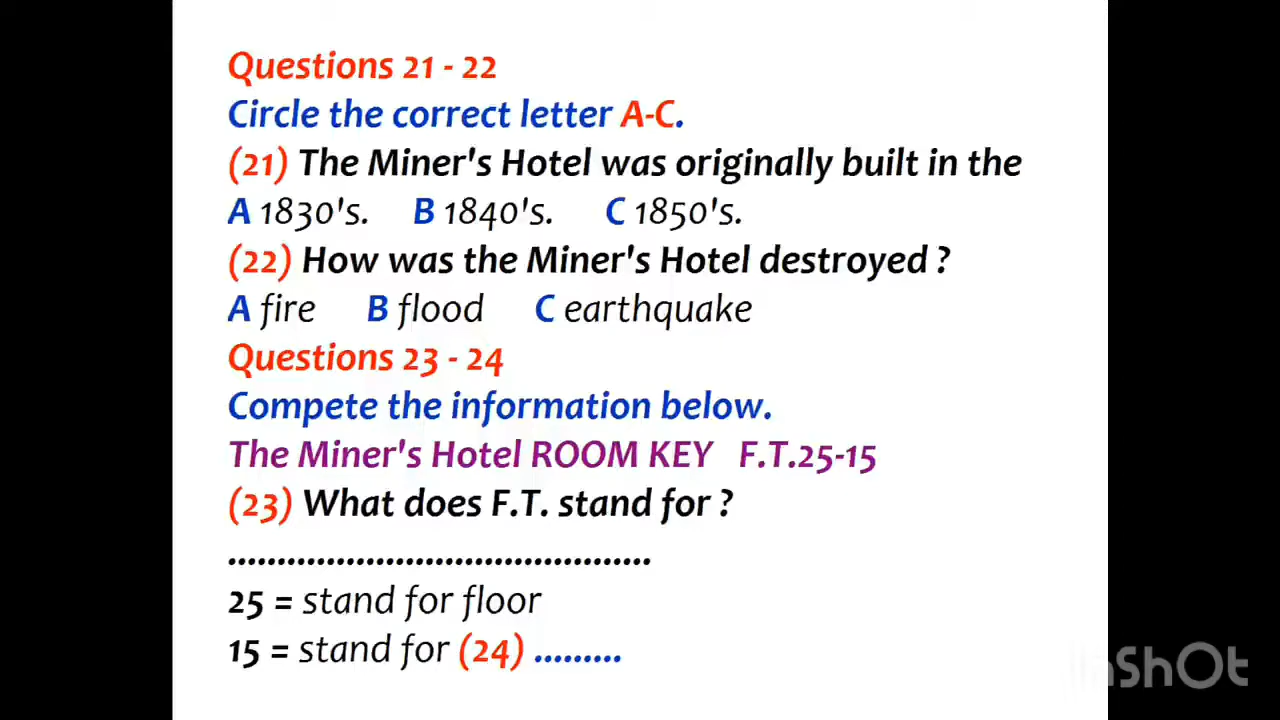 Questions 21 - 22
Circle the correct letter A-C.
(21) The Miner's Hotel was originally built in the
A 1830's. B 1840's. C 1850's.
(22) How was the Miner's Hotel destroyed ?
A fire B flood C earthquake
Questions 23 - 24
Compete the information below.
The Miner's Hotel ROOM KEY F.T.25-15
(23) What does F.T. stand for ?
..........................................
25 = stand for floor
15 = stand for (24) .........
InShOt